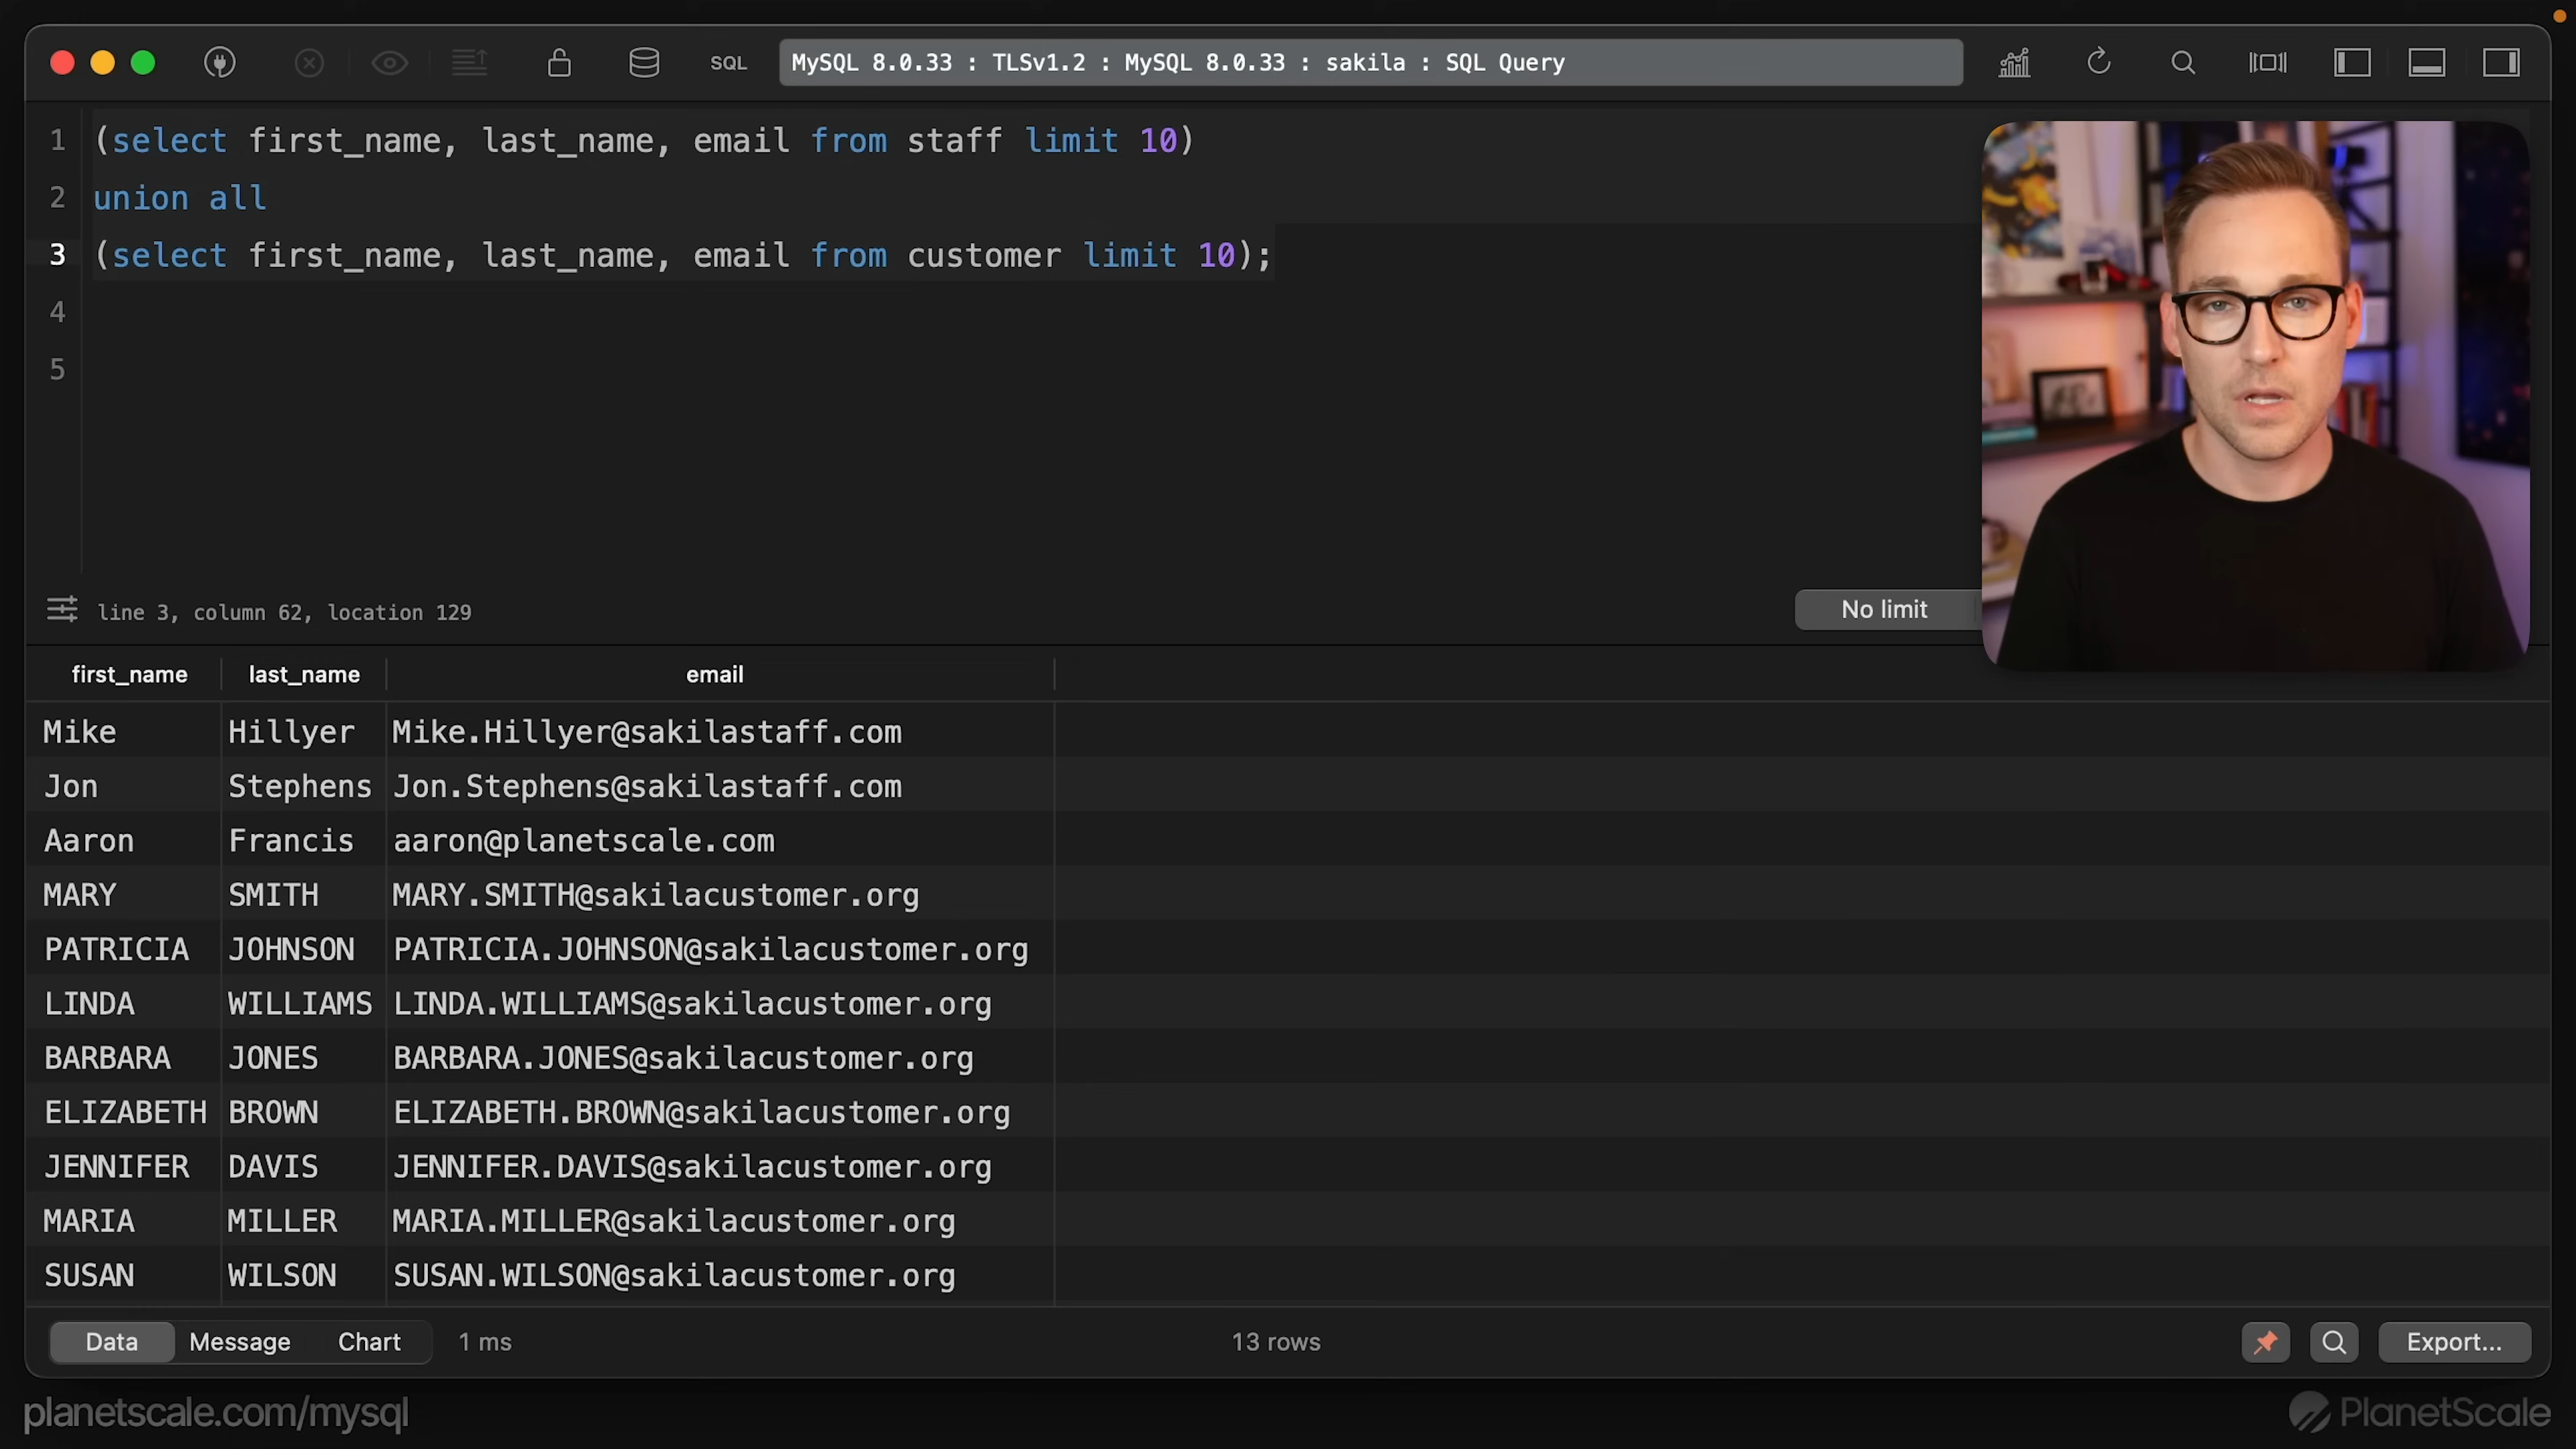 SQL MySQL 8.0.33 : TLSv1.2 : MySQL 8.0.33 : sakila : SQL Query
1 (select first_name, last_name, email from staff limit 10)
2 union all
3 (select first_name, last_name, email from customer limit 10);
4
5
line 3, column 62, location 129 No limit
first_name last_name email
Mike Hillyer Mike.Hillyer@sakilastaff.com
Jon Stephens Jon.Stephens@sakilastaff.com
Aaron Francis aaron@planetscale.com
MARY SMITH MARY.SMITH@sakilacustomer.org
PATRICIA JOHNSON PATRICIA.JOHNSON@sakilacustomer.org
LINDA WILLIAMS LINDA.WILLIAMS@sakilacustomer.org
BARBARA JONES BARBARA.JONES@sakilacustomer.org
ELIZABETH BROWN ELIZABETH.BROWN@sakilacustomer.org
JENNIFER DAVIS JENNIFER.DAVIS@sakilacustomer.org
MARIA MILLER MARIA.MILLER@sakilacustomer.org
SUSAN WILSON SUSAN.WILSON@sakilacustomer.org
Data Message Chart 1 ms 13 rows Export...
planetscale.com/mysql PlanetScale